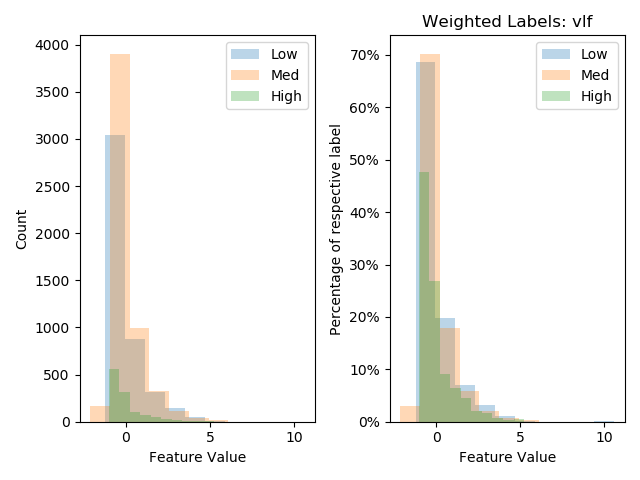 Weighted Labels: vlf
Count
4000
3500
3000
2500
2000
1500
1000
500
0
0
5
10
Feature Value
Low
Med
High
Percentage of respective label
70%
60%
50%
40%
30%
20%
10%
0%
0
5
10
Feature Value
Low
Med
High